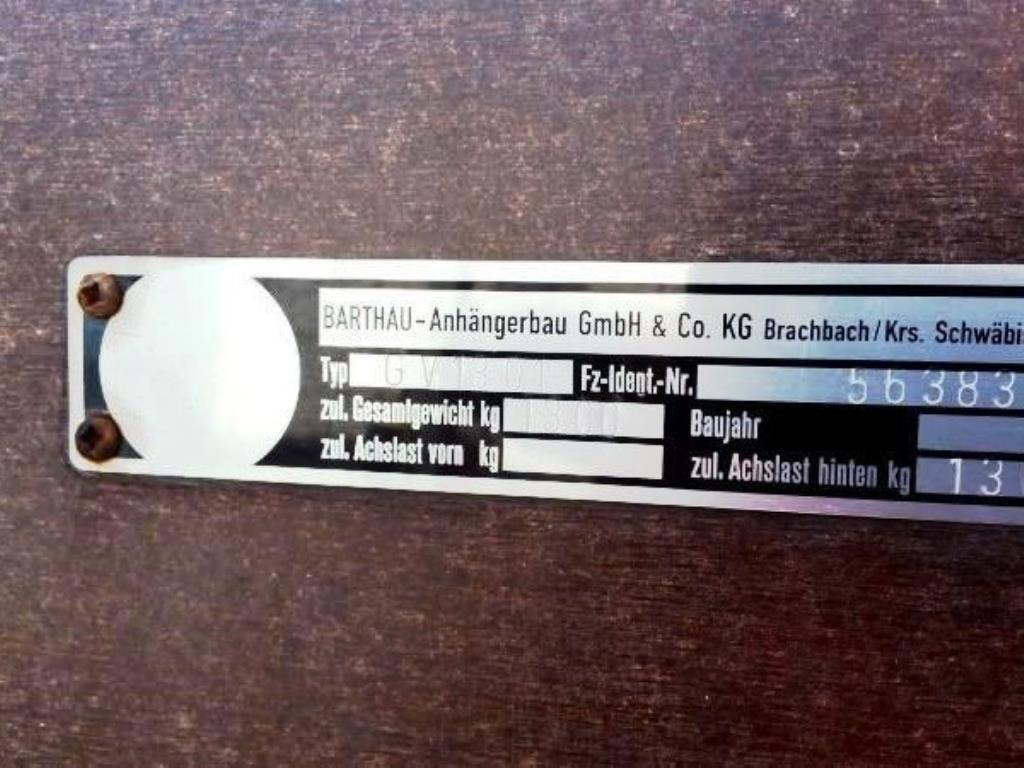 BARTHAU-Anhängerbau GmbH & Co. KG Brachbach/Krs. Schwäbi
Typ GV1301 Fz-Ident.-Nr. 56383
zul. Gesamtgewicht kg 1300 Baujahr
zul. Achslast vorn kg zul. Achslast hinten kg 13